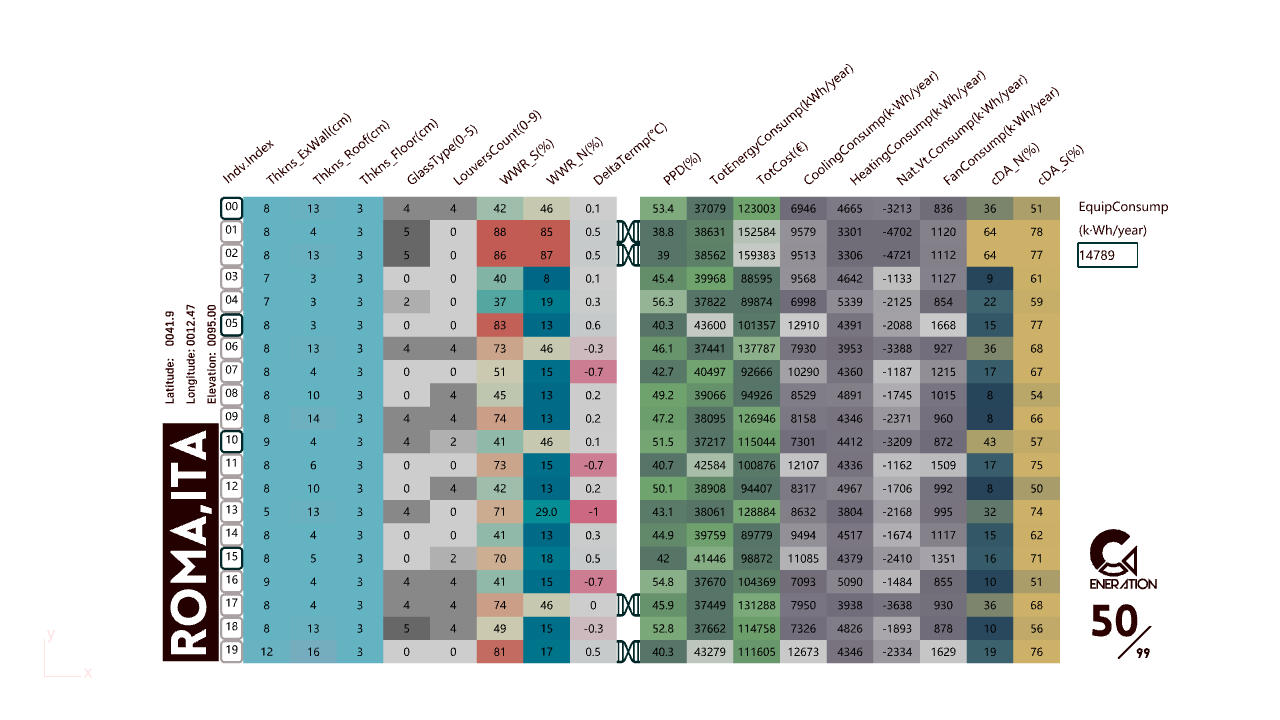 Indv.Index Thkns_ExWall(cm) Thkns_Roof(cm) Thkns_Floor(cm) GlassType(0-5) LouversCount(0-9) WWR_S(%) WWR_N(%) DeltaTermp(°C) PPD(%) TotEnergyConsump(kWh/year) TotCost(€) CoolingConsump(k·Wh/year) HeatingConsump(k·Wh/year) Nat.Vt.Consump(k·Wh/year) FanConsump(k·Wh/year) cDA_N(%) cDA_S(%)
00 8 13 3 4 4 42 46 0.1 53.4 37079 123003 6946 4665 -3213 836 36 51
01 8 4 3 5 0 88 85 0.5 38.8 38631 152584 9579 3301 -4702 1120 64 78
02 8 13 3 5 0 86 87 0.5 39 38562 159383 9513 3306 -4721 1112 64 77
03 7 3 3 0 0 40 8 0.1 45.4 39968 88595 9568 4642 -1133 1127 9 61
04 7 3 3 2 0 37 19 0.3 56.3 37822 89874 6998 5339 -2125 854 22 59
05 8 3 3 0 0 83 13 0.6 40.3 43600 101357 12910 4391 -2088 1668 15 77
06 8 13 3 4 4 73 46 -0.3 46.1 37441 137787 7930 3953 -3388 927 36 68
07 8 4 3 0 0 51 15 -0.7 42.7 40497 92666 10290 4360 -1187 1215 17 67
08 8 10 3 0 4 45 13 0.2 49.2 39066 94926 8529 4891 -1745 1015 8 54
09 8 14 3 4 4 74 13 0.2 47.2 38095 126946 8158 4346 -2371 960 8 66
10 9 4 3 4 2 41 46 0.1 51.5 37217 115044 7301 4412 -3209 872 43 57
11 8 6 3 0 0 73 15 -0.7 40.7 42584 100876 12107 4336 -1162 1509 17 75
12 8 10 3 0 4 42 13 0.2 50.1 38908 94407 8317 4967 -1706 992 8 50
13 5 13 3 4 0 71 29.0 -1 43.1 38061 128884 8632 3804 -2168 995 32 74
14 8 4 3 0 0 41 13 0.3 44.9 39759 89779 9494 4517 -1674 1117 15 62
15 8 5 3 0 2 70 18 0.5 42 41446 98872 11085 4379 -2410 1351 16 71
16 9 4 3 4 4 41 15 -0.7 54.8 37670 104369 7093 5090 -1484 855 10 51
17 8 4 3 4 4 74 46 0 45.9 37449 131288 7950 3938 -3638 930 36 68
18 8 13 3 5 4 49 15 -0.3 52.8 37662 114758 7326 4826 -1893 878 10 56
19 12 16 3 0 0 81 17 0.5 40.3 43279 111605 12673 4346 -2334 1629 19 76
EquipConsump
(k·Wh/year)
14789
Latitude: 0041.9
Longitude: 0012.47
Elevation: 0095.00
ROMA,ITA
GENERATION
50/99
y
x